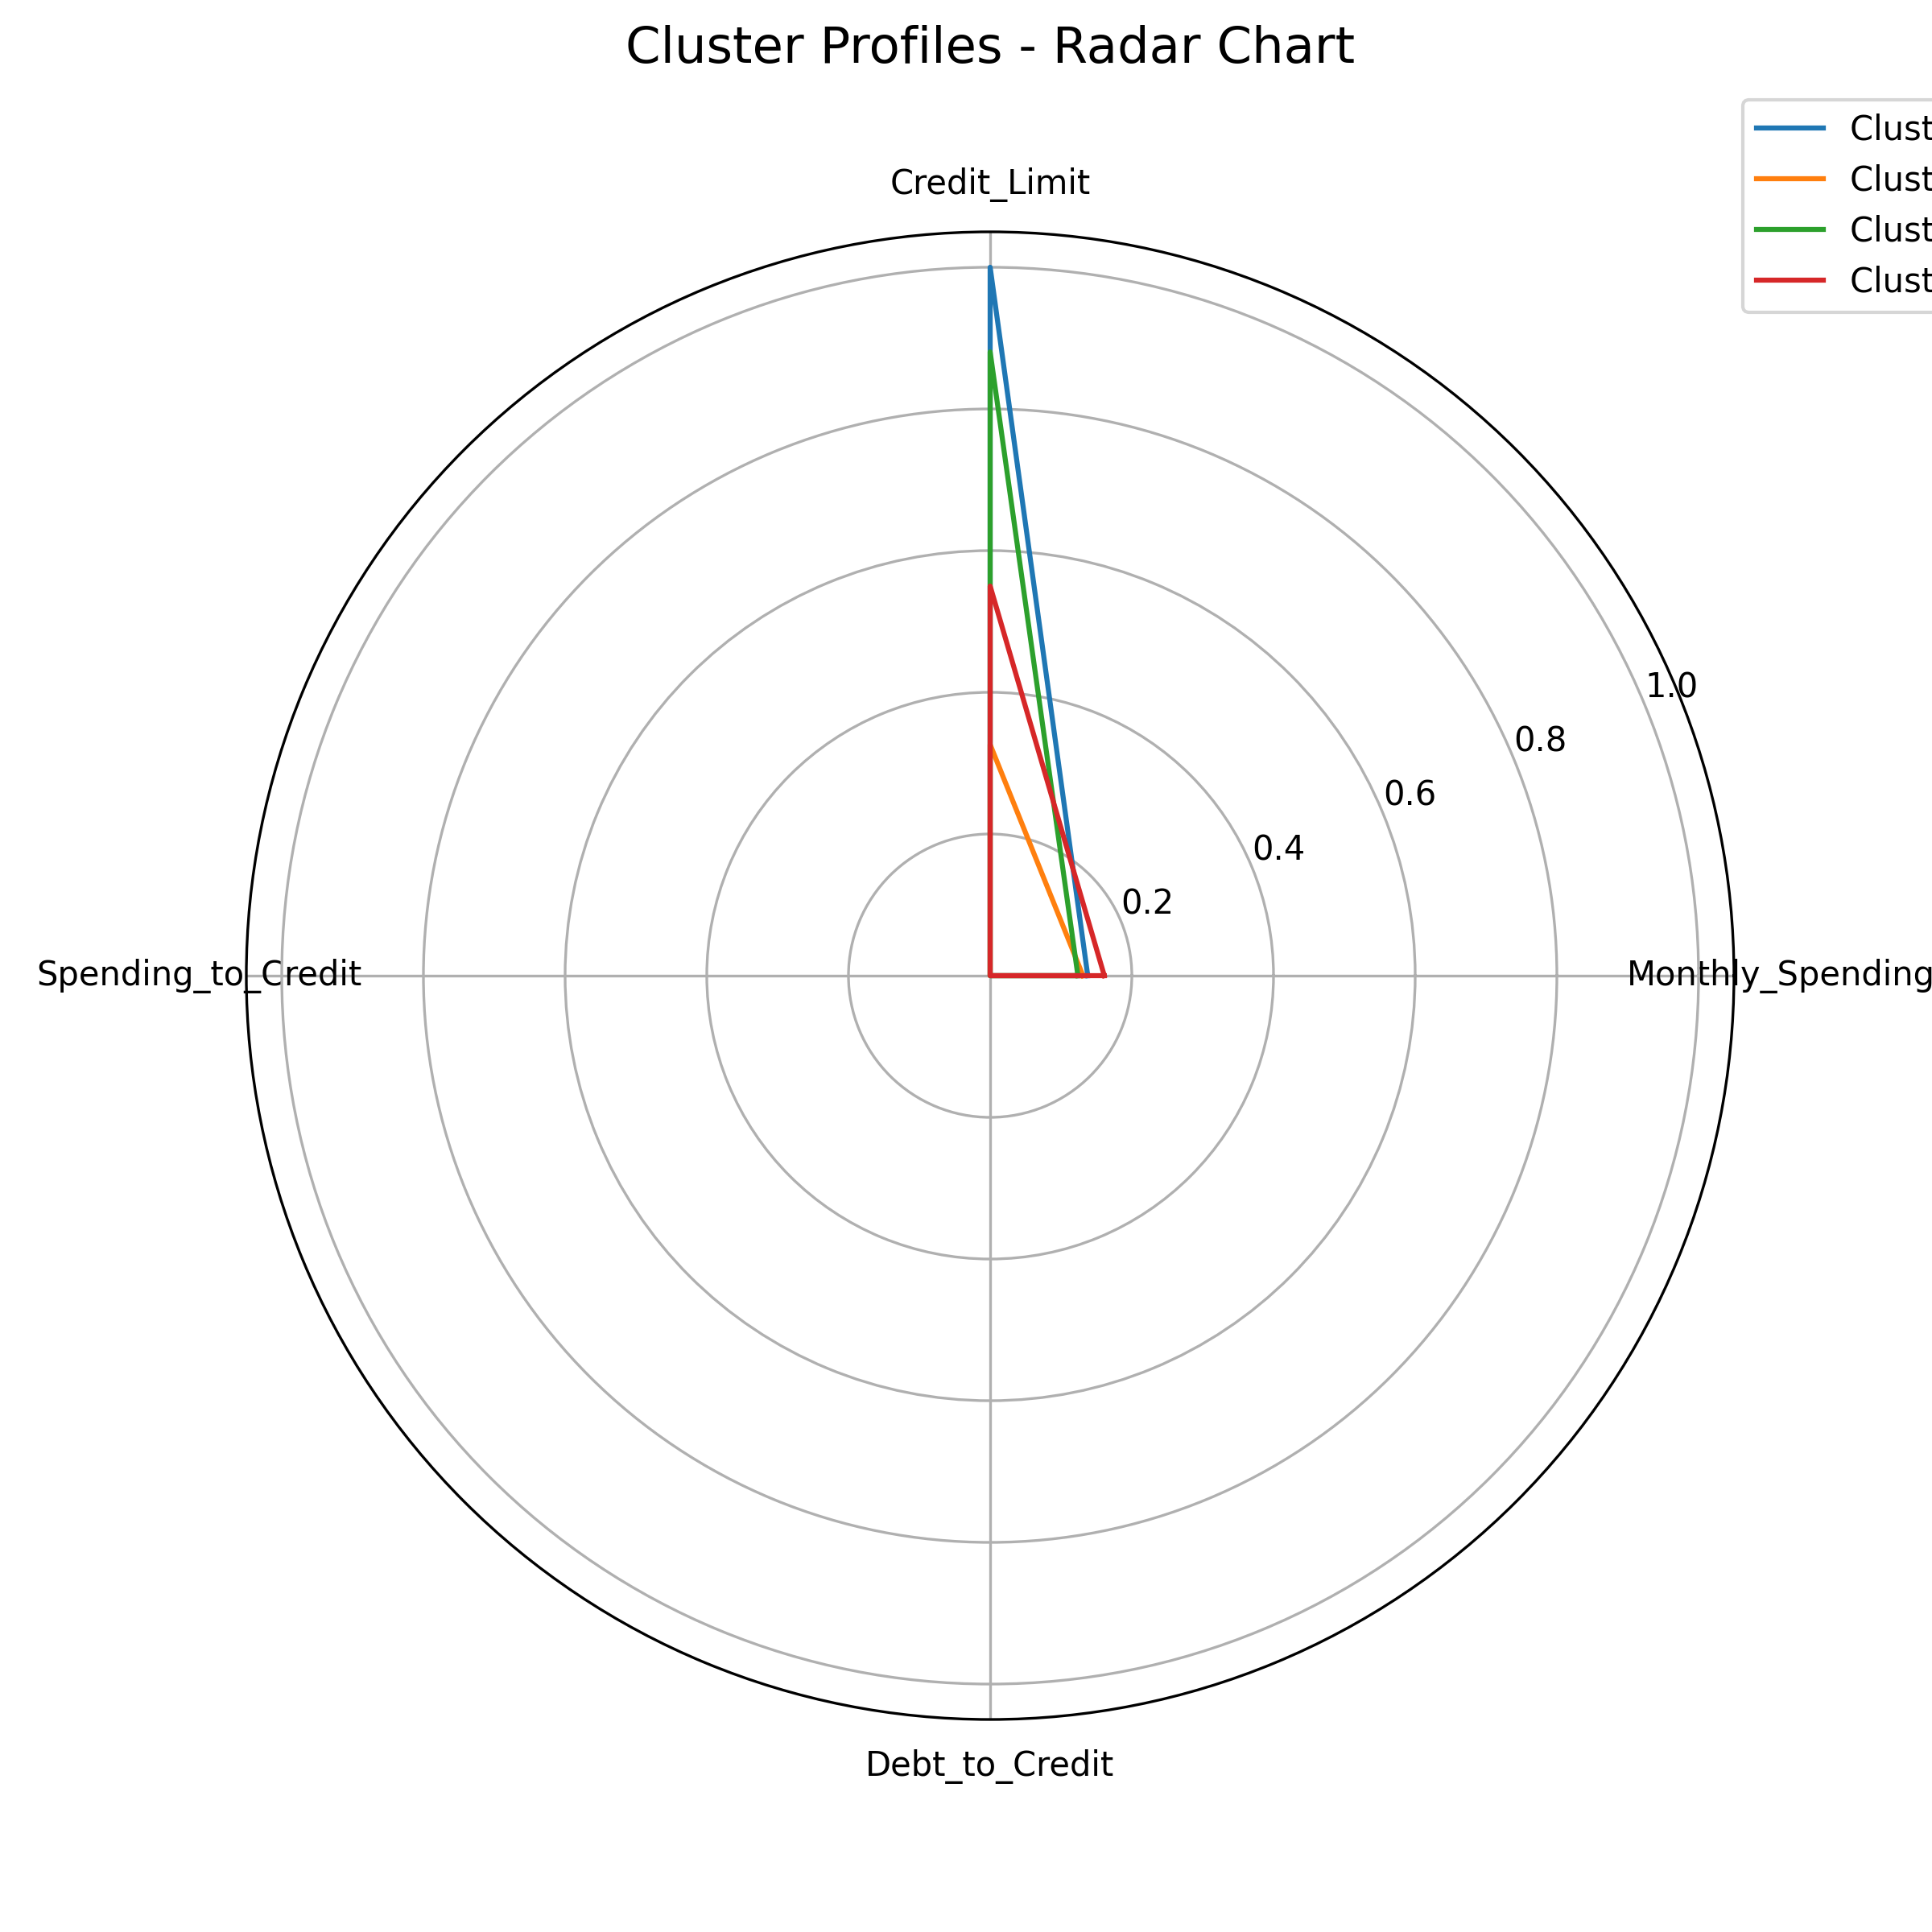 Cluster Profiles - Radar Chart
Clust
Clust
Clust
Clust
Credit_Limit
1.0
0.8
0.6
0.4
0.2
Spending_to_Credit
Monthly_Spending
Debt_to_Credit